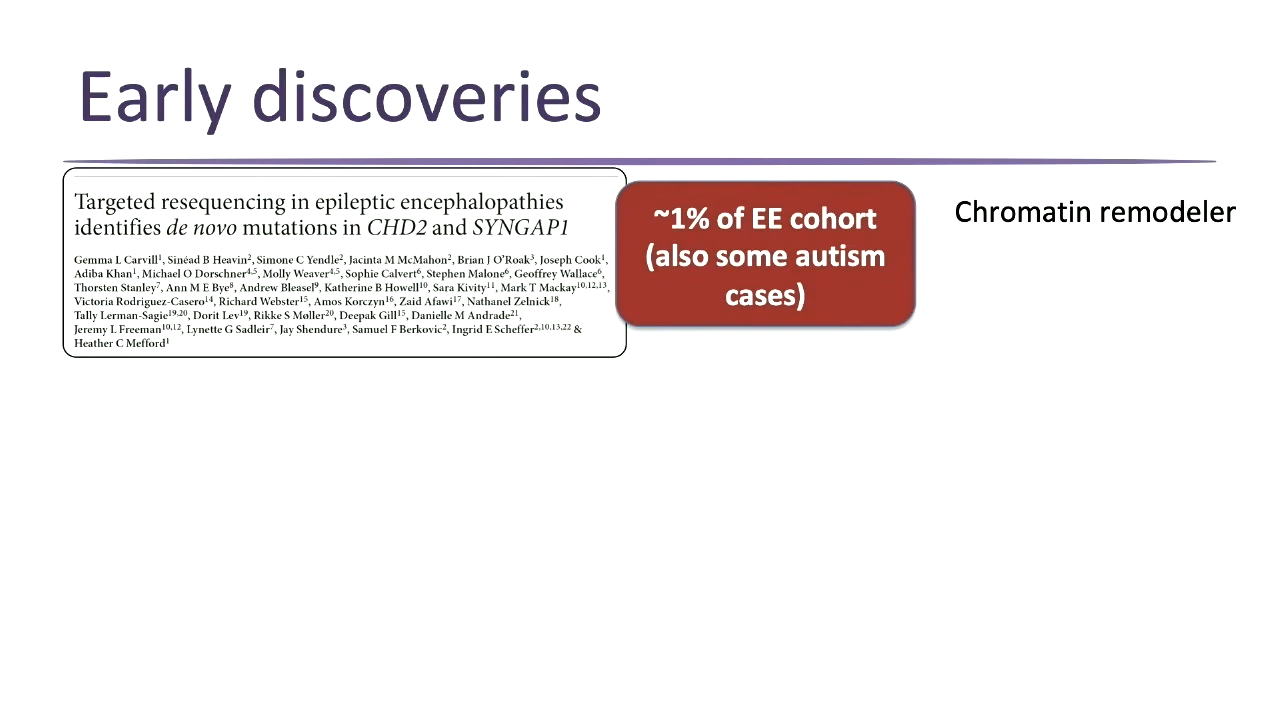 Early discoveries
Targeted resequencing in epileptic encephalopathies
identifies de novo mutations in CHD2 and SYNGAP1
Gemma L Carvill1, Sinéad B Heavin2, Simone C Yendle2, Jacinta M McMahon2, Brian J O'Roak3, Joseph Cook1,
Adiba Khan1, Michael O Dorschner4,5, Molly Weaver4,5, Sophie Calvert6, Stephen Malone6, Geoffrey Wallace6,
Thorsten Stanley7, Ann M E Bye8, Andrew Bleasel9, Katherine B Howell10, Sara Kivity11, Mark T Mackay10,12,13,
Victoria Rodriguez-Casero14, Richard Webster15, Amos Korczyn16, Zaid Afawi17, Nathanel Zelnick18,
Tally Lerman-Sagie19,20, Dorit Lev19, Rikke S Møller20, Deepak Gill15, Danielle M Andrade21,
Jeremy L Freeman10,12, Lynette G Sadleir7, Jay Shendure3, Samuel F Berkovic2, Ingrid E Scheffer2,10,13,22 &
Heather C Mefford1
~1% of EE cohort
(also some autism
cases)
Chromatin remodeler